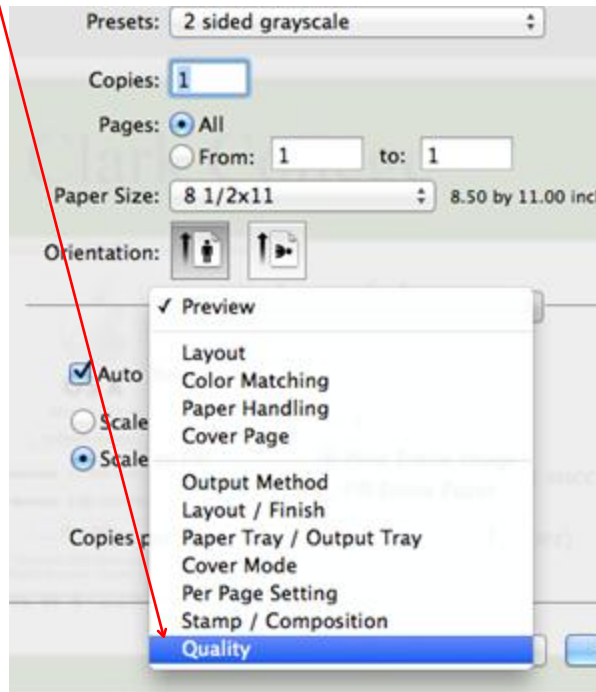 Presets: 2 sided grayscale
Copies: 1
Pages: All
From: 1 to: 1
Paper Size: 8 1/2x11 8.50 by 11.00 incl
Orientation:
✓ Preview
Layout
Auto
Color Matching
Paper Handling
Scale
Cover Page
Scale
Output Method
Layout / Finish
Copies p
Paper Tray / Output Tray
Cover Mode
Per Page Setting
Stamp / Composition
Quality